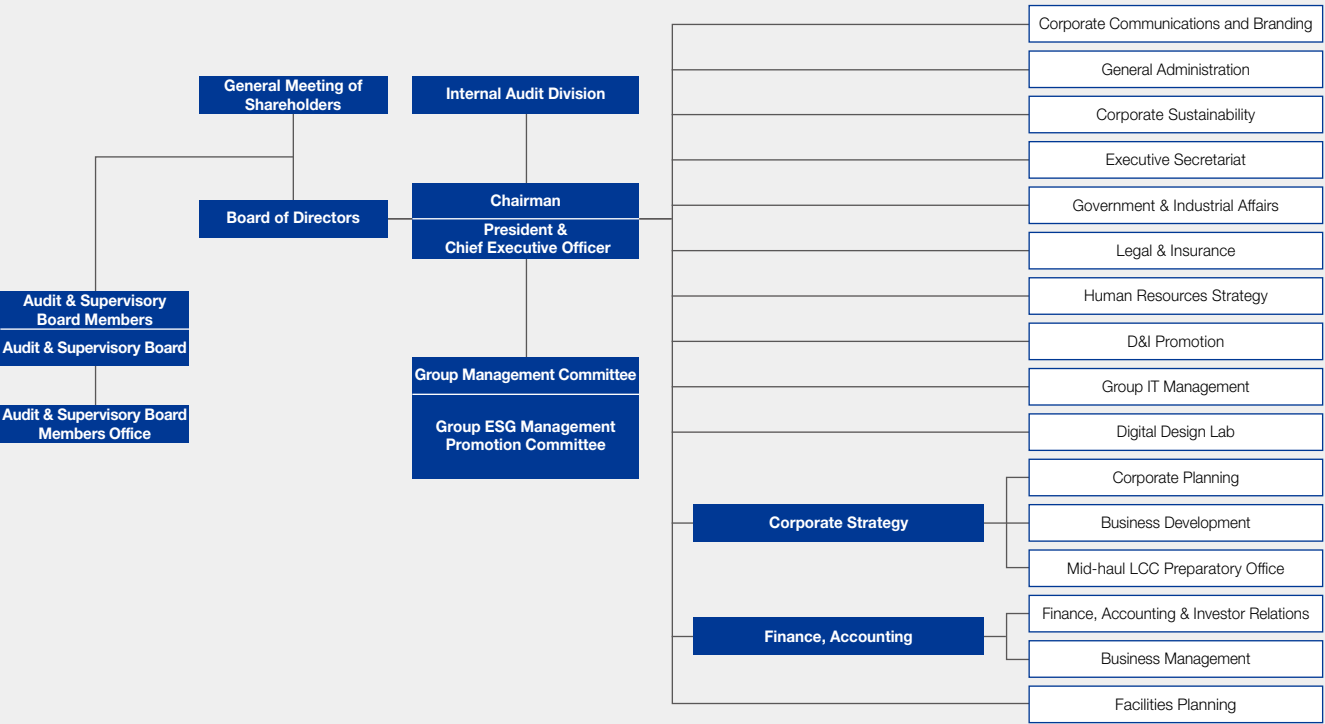 General Meeting of
Shareholders
Internal Audit Division
Board of Directors
Chairman
President &
Chief Executive Officer
Audit & Supervisory
Board Members
Audit & Supervisory Board
Audit & Supervisory Board
Members Office
Group Management Committee
Group ESG Management
Promotion Committee
Corporate Communications and Branding
General Administration
Corporate Sustainability
Executive Secretariat
Government & Industrial Affairs
Legal & Insurance
Human Resources Strategy
D&I Promotion
Group IT Management
Digital Design Lab
Corporate Strategy
Corporate Planning
Business Development
Mid-haul LCC Preparatory Office
Finance, Accounting
Finance, Accounting & Investor Relations
Business Management
Facilities Planning